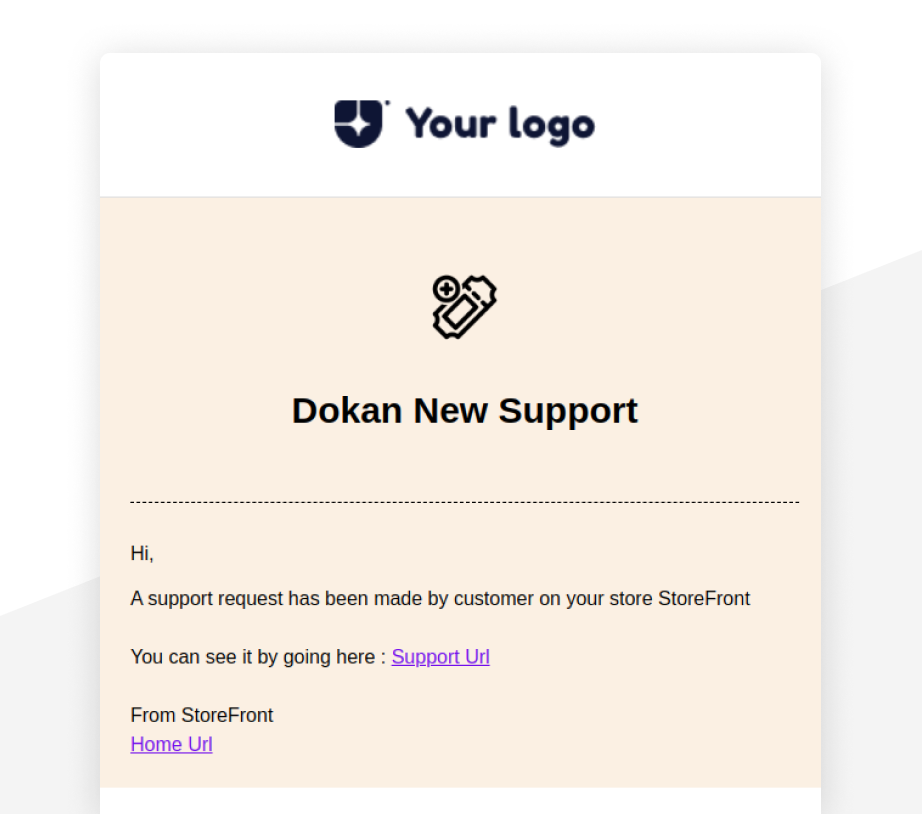 Your logo
Dokan New Support
Hi,
A support request has been made by customer on your store StoreFront
You can see it by going here : Support Url
From StoreFront
Home Url